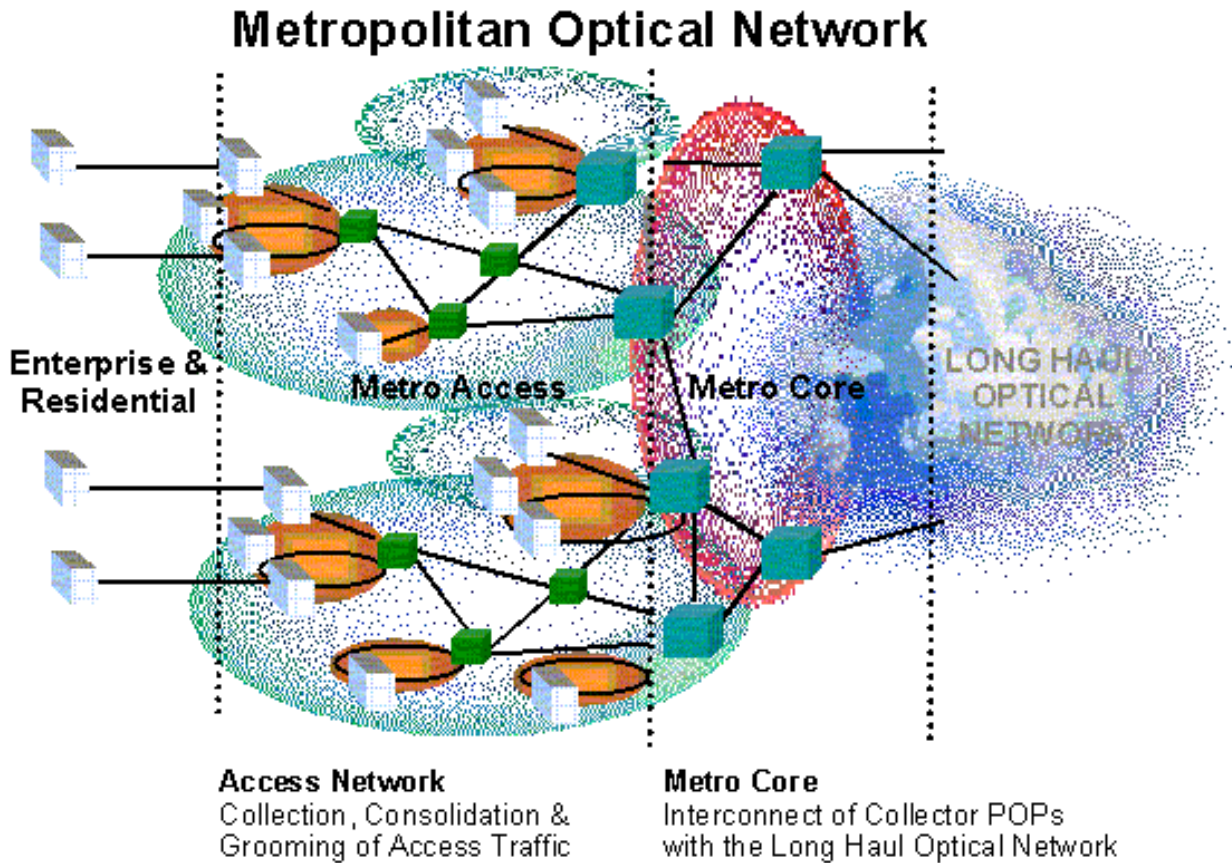 Metropolitan Optical Network
Enterprise &
Residential
Metro Access
Metro Core
LONG HAUL
OPTICAL
NETWORK
Access Network
Collection, Consolidation &
Grooming of Access Traffic
Metro Core
Interconnect of Collector POPs
with the Long Haul Optical Network